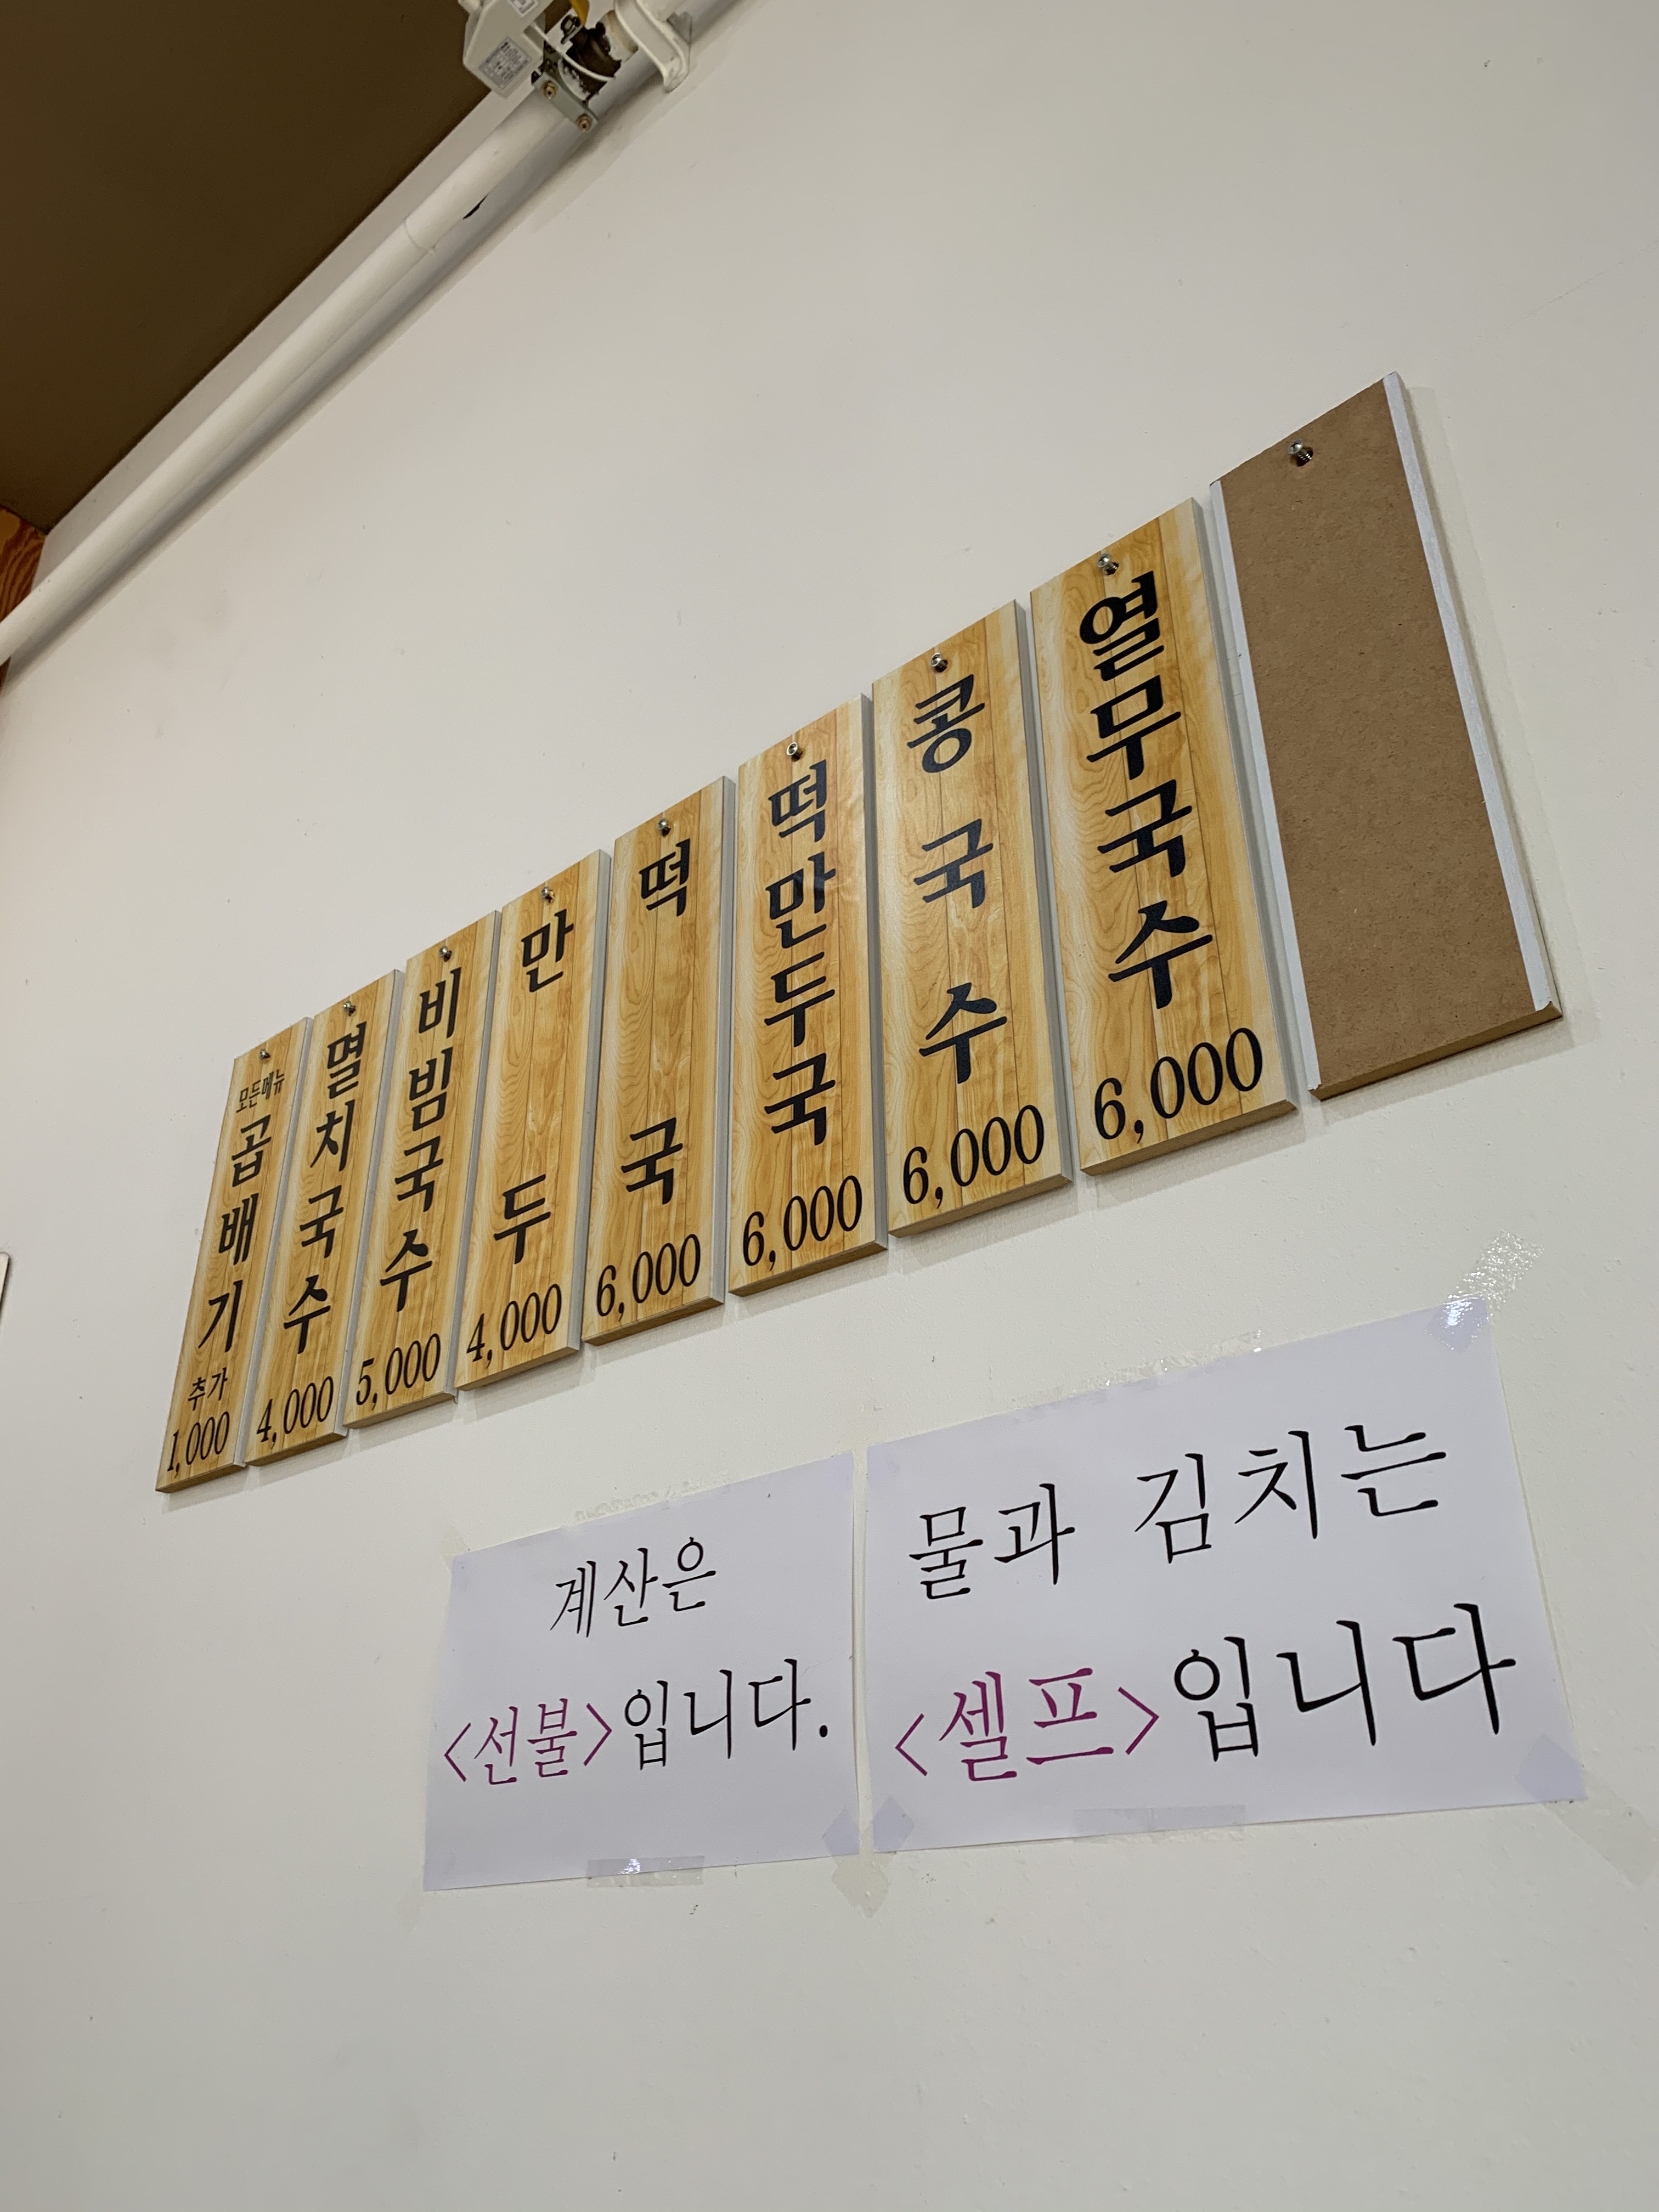 모든메뉴
곱배기
추가
1,000
멸치국수
4,000
비빔국수
5,000
만두
4,000
떡국
6,000
떡만두국
6,000
콩국수
6,000
열무국수
6,000
계산은
<선불>입니다.
물과 김치는
<셀프>입니다